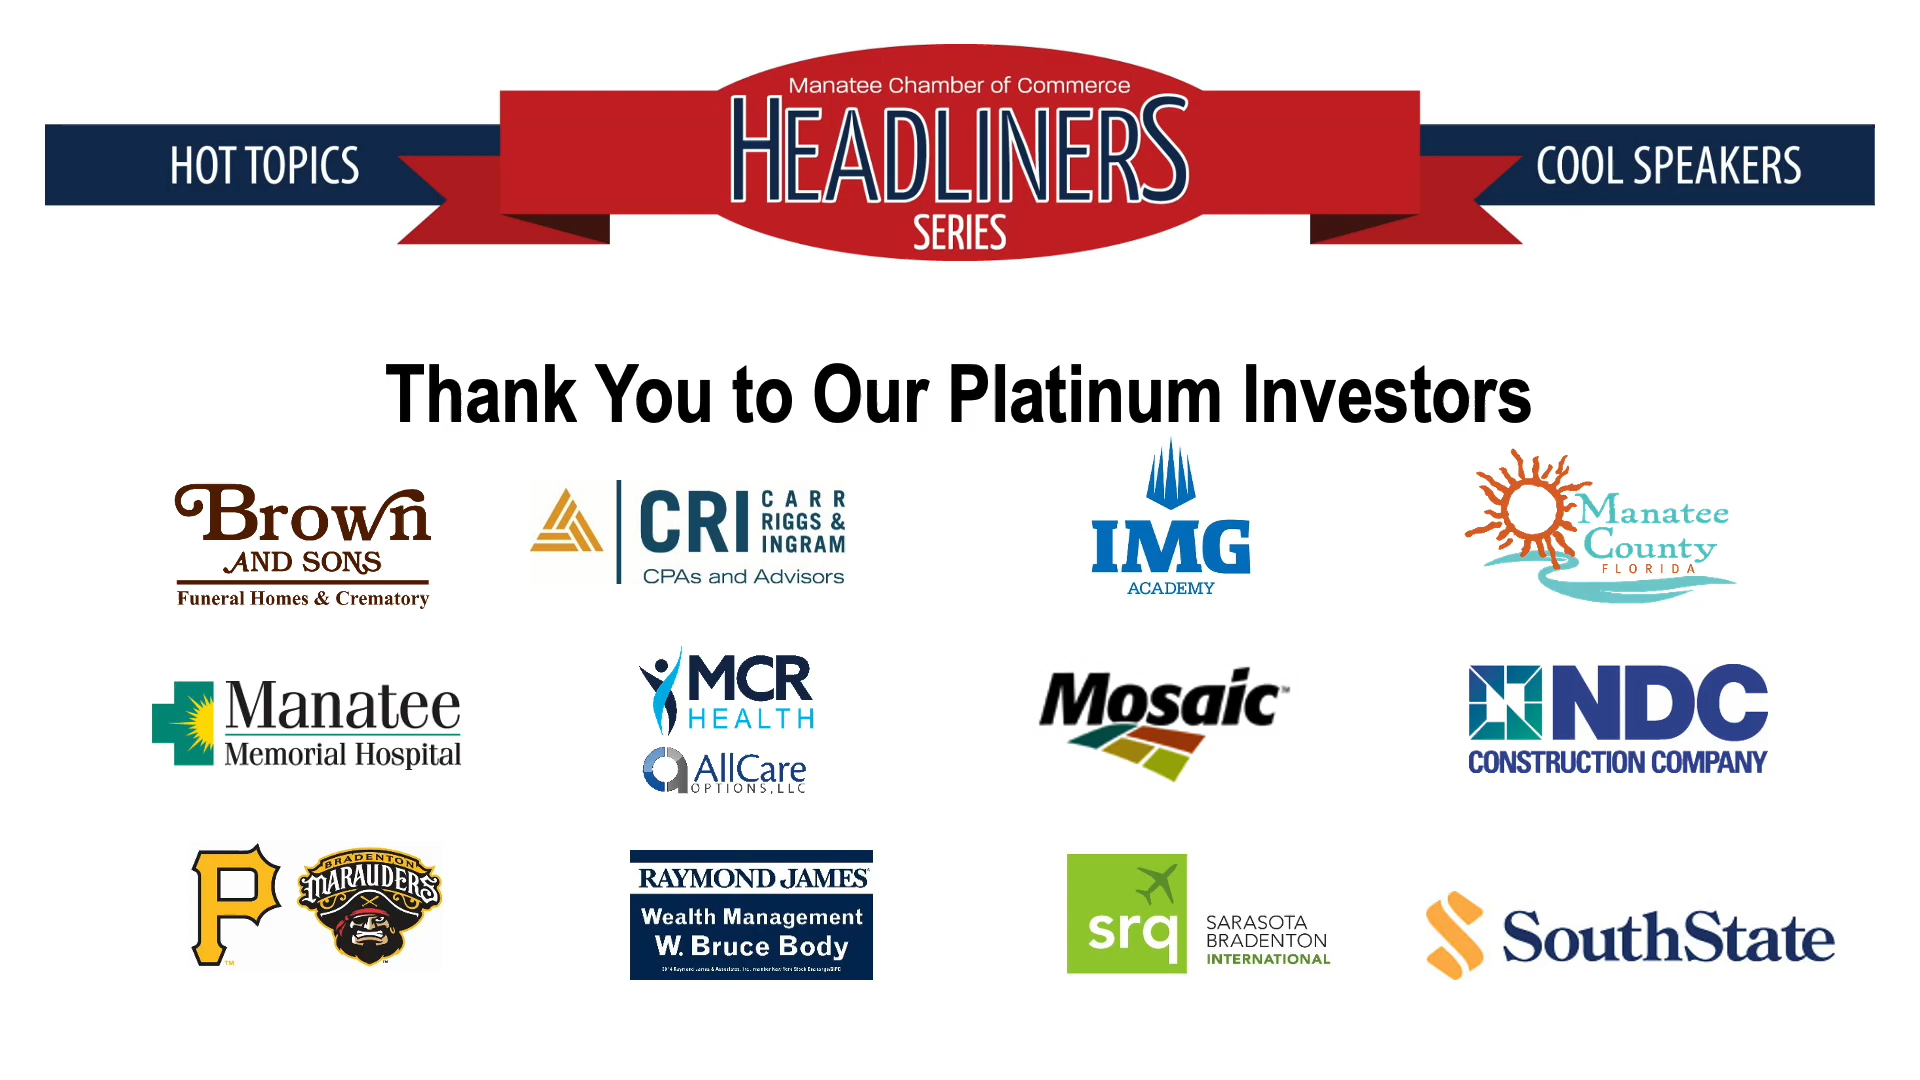 Manatee Chamber of Commerce
HEADLINERS
SERIES
HOT TOPICS
COOL SPEAKERS
Thank You to Our Platinum Investors
Brown
AND SONS
Funeral Homes & Crematory
CRI
CARR
RIGGS &
INGRAM
CPAs and Advisors
IMG
ACADEMY
Manatee
County
FLORIDA
Manatee
Memorial Hospital
MCR
HEALTH
AllCare
OPTIONS, LLC
Mosaic™
NDC
CONSTRUCTION COMPANY
P™
BRADENTON
MARAUDERS
RAYMOND JAMES
Wealth Management
W. Bruce Body
srq
SARASOTA
BRADENTON
INTERNATIONAL
SouthState